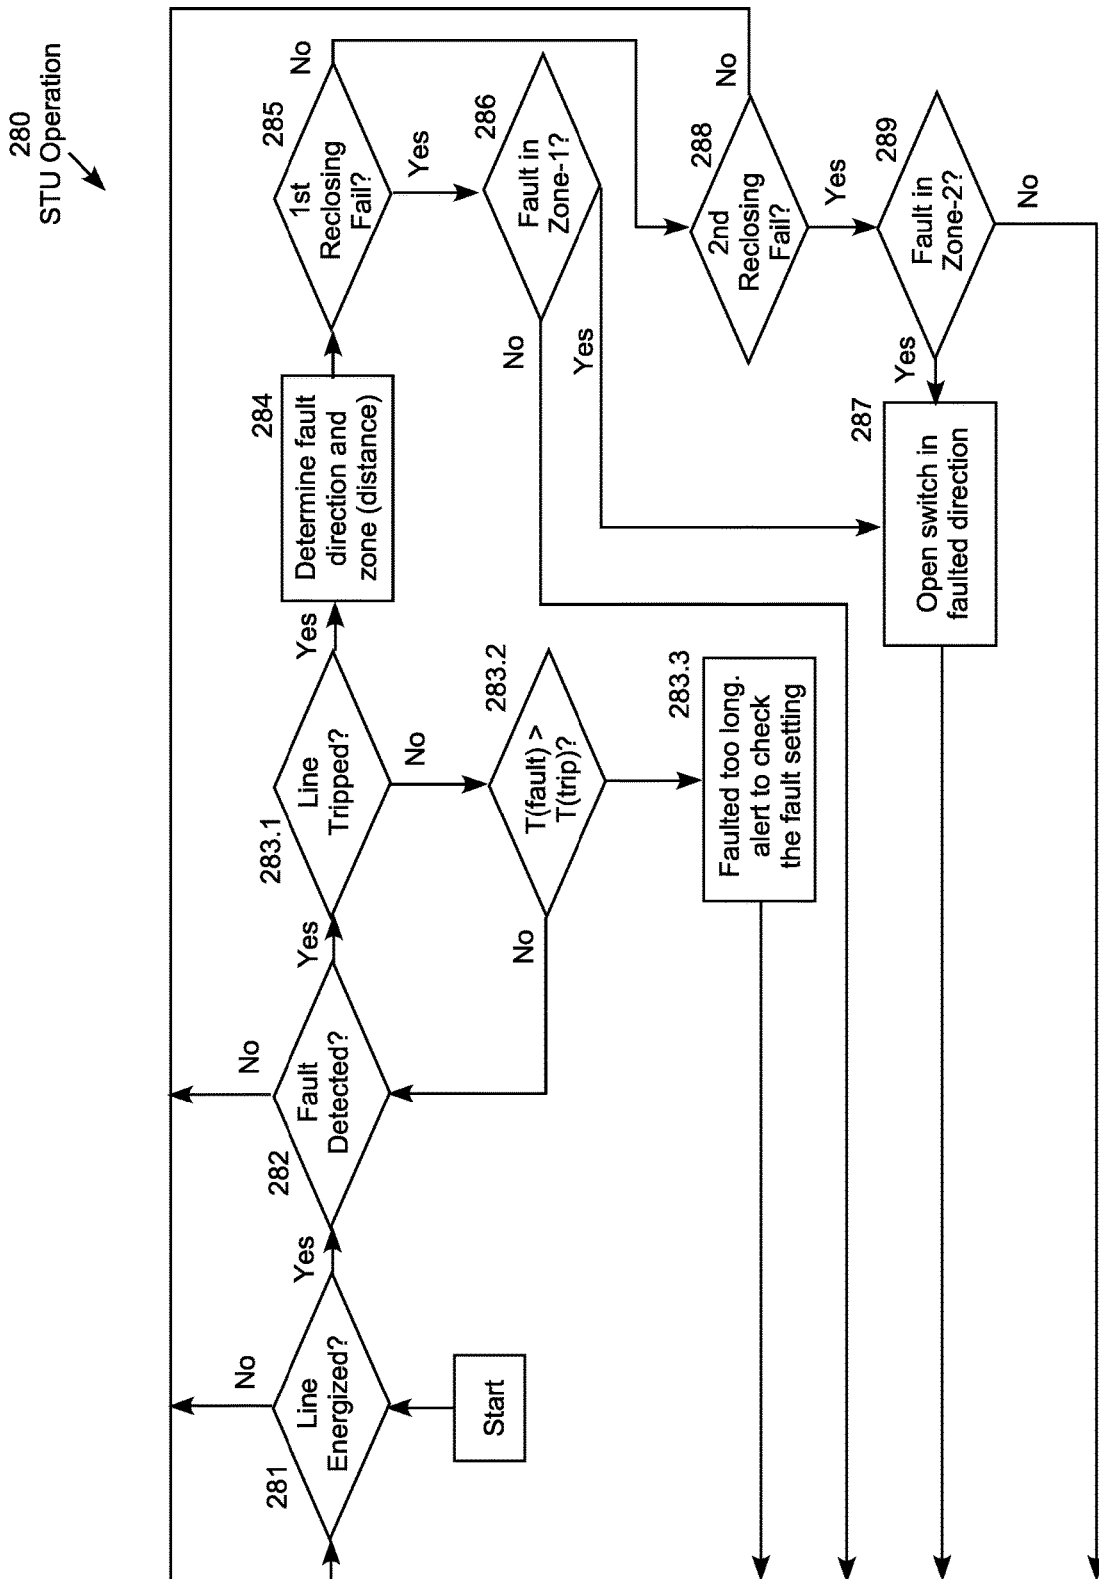 280
STU Operation
Start
281
Line
Energized?
No
Yes
282
Fault
Detected?
No
Yes
283.1
Line
Tripped?
Yes
No
283.2
T(fault) >
T(trip)?
No
283.3
Faulted too long.
alert to check
the fault setting
284
Determine fault
direction and
zone (distance)
285
1st
Reclosing
Fail?
No
Yes
286
Fault in
Zone-1?
No
Yes
288
2nd
Reclosing
Fail?
No
Yes
289
Fault in
Zone-2?
Yes
No
287
Open switch in
faulted direction